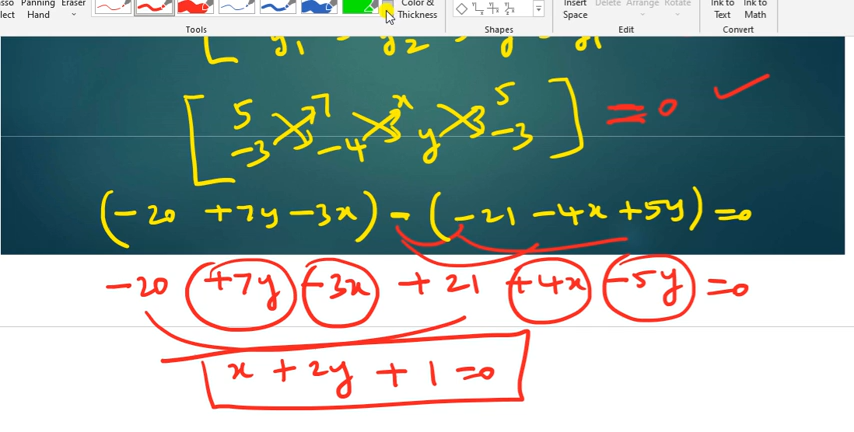 sso Panning Eraser Color & Insert Delete Arrange Rotate Ink to Ink to
lect Hand Thickness Space Text Math
Tools Shapes Edit Convert
5 7 x 5
-3 -4 y -3 = 0 ✓
(-20 +7y -3x) - (-21 -4x +5y) = 0
-20 +7y -3x +21 +4x -5y = 0
x + 2y + 1 = 0